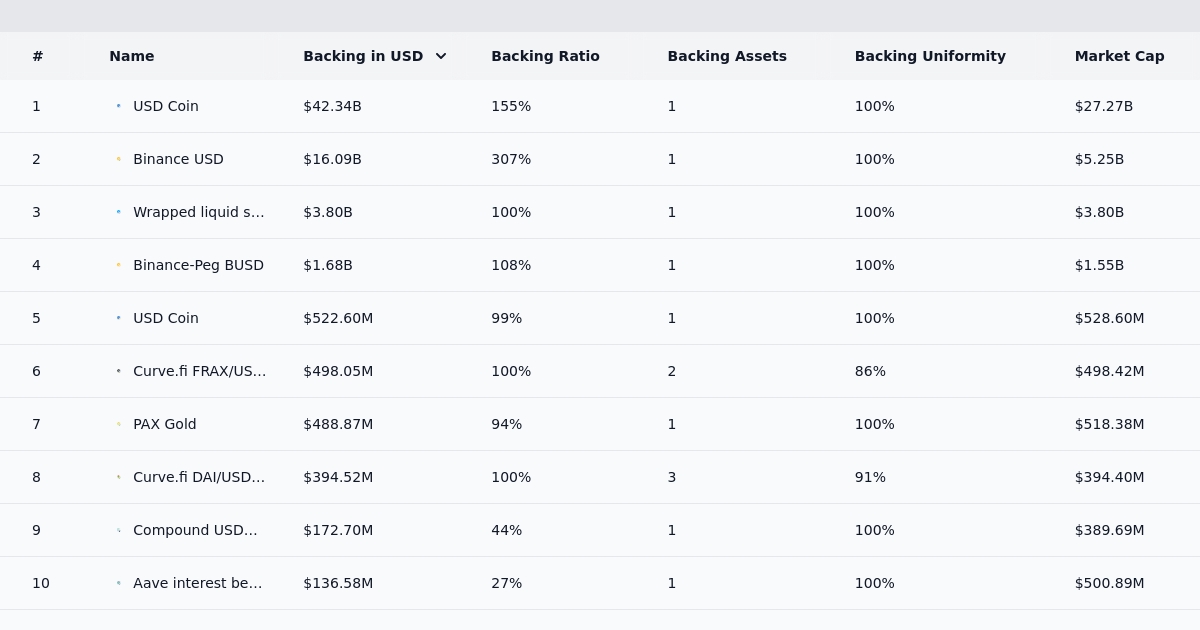 # Name Backing in USD Backing Ratio Backing Assets Backing Uniformity Market Cap
1 USD Coin $42.34B 155% 1 100% $27.27B
2 Binance USD $16.09B 307% 1 100% $5.25B
3 Wrapped liquid s... $3.80B 100% 1 100% $3.80B
4 Binance-Peg BUSD $1.68B 108% 1 100% $1.55B
5 USD Coin $522.60M 99% 1 100% $528.60M
6 Curve.fi FRAX/US... $498.05M 100% 2 86% $498.42M
7 PAX Gold $488.87M 94% 1 100% $518.38M
8 Curve.fi DAI/USD... $394.52M 100% 3 91% $394.40M
9 Compound USD... $172.70M 44% 1 100% $389.69M
10 Aave interest be... $136.58M 27% 1 100% $500.89M